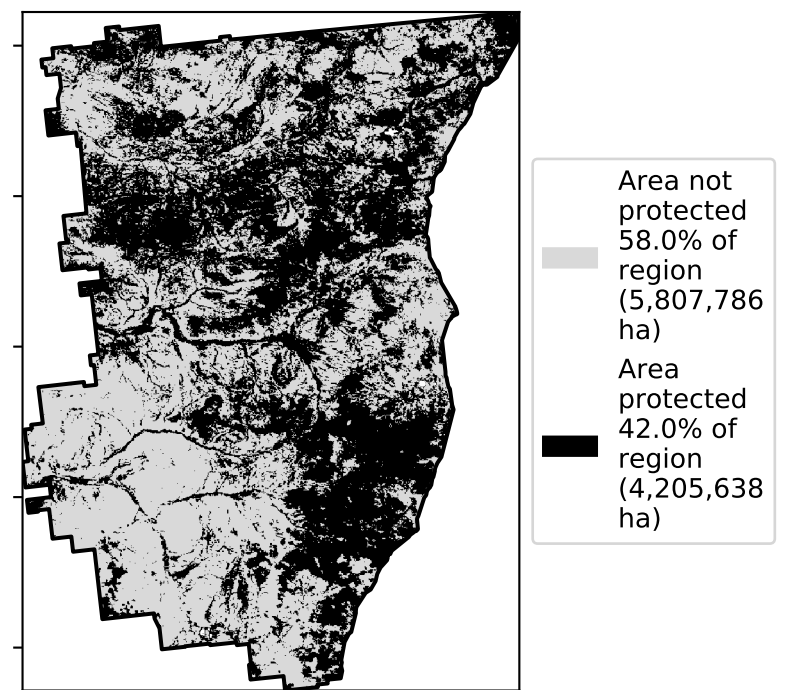 Area not
protected
58.0% of
region
(5,807,786
ha)
Area
protected
42.0% of
region
(4,205,638
ha)